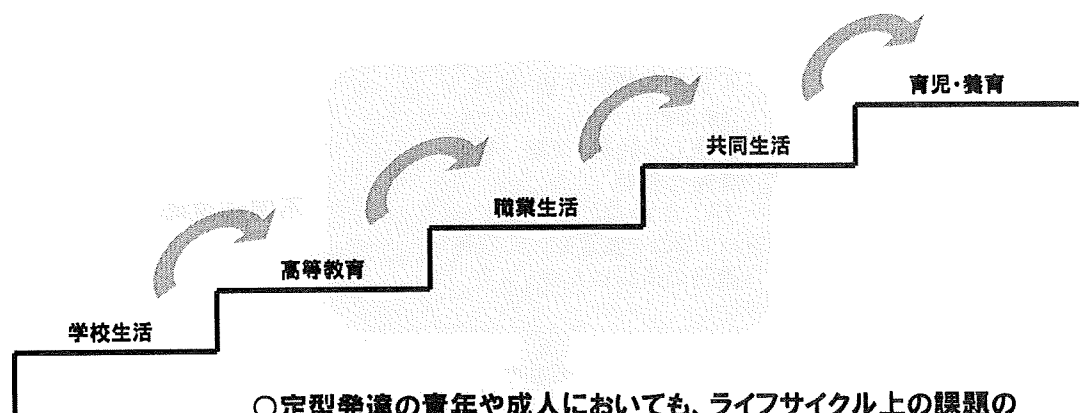 育児・養育
共同生活
職業生活
高等教育
学校生活
○定型発達の青年や成人においても、ライフサイクル上の課題の